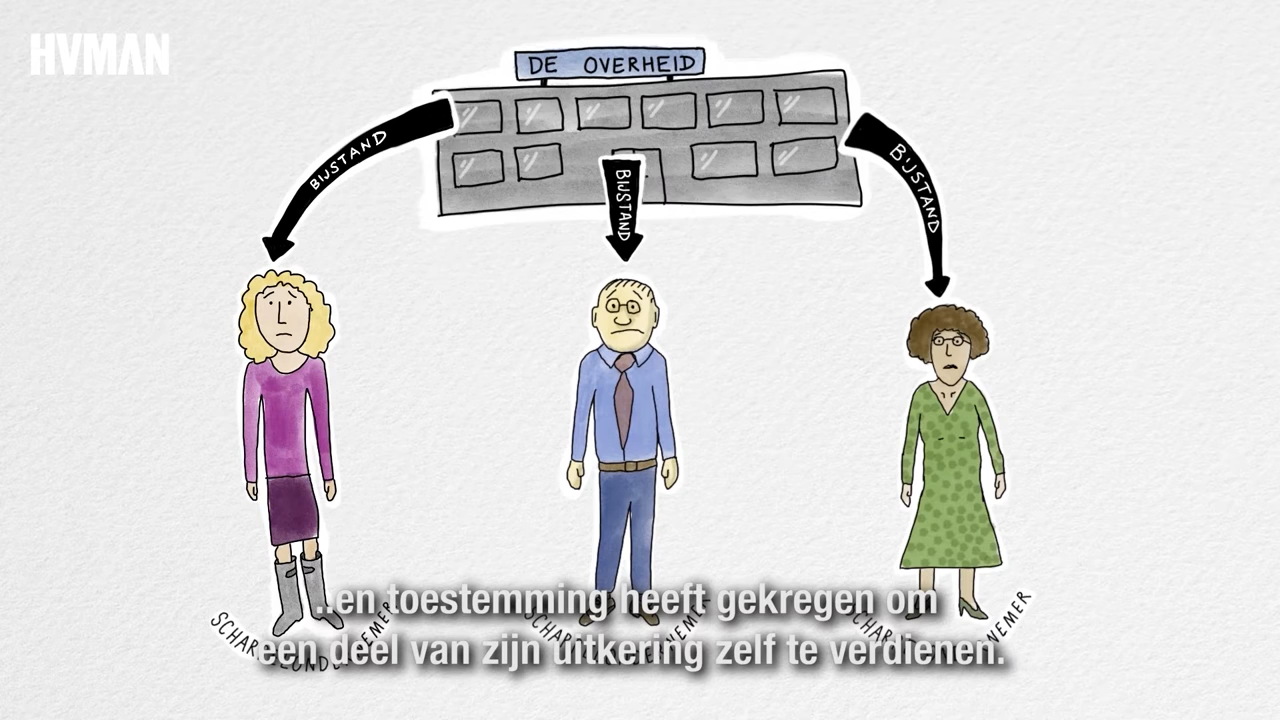 HVMAN
DE OVERHEID
BIJSTAND
BIJSTAND
BIJSTAND
..en toestemming heeft gekregen om
een deel van zijn uitkering zelf te verdienen.